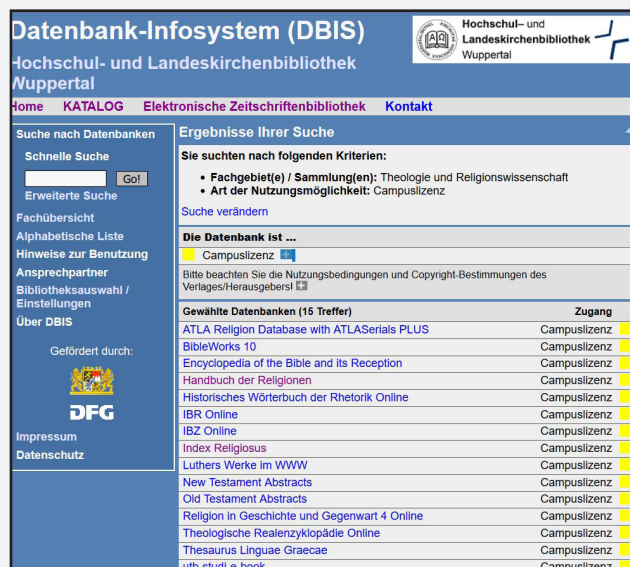 Datenbank-Infosystem (DBIS)
Hochschul- und Landeskirchenbibliothek
Wuppertal
Hochschul– und
Landeskirchenbibliothek
Wuppertal
Home KATALOG Elektronische Zeitschriftenbibliothek Kontakt
Suche nach Datenbanken
Schnelle Suche
Go!
Erweiterte Suche
Fachübersicht
Alphabetische Liste
Hinweise zur Benutzung
Ansprechpartner
Bibliotheksauswahl /
Einstellungen
Über DBIS
Gefördert durch:
DFG
Impressum
Datenschutz
Ergebnisse Ihrer Suche
Sie suchten nach folgenden Kriterien:
• Fachgebiet(e) / Sammlung(en): Theologie und Religionswissenschaft
• Art der Nutzungsmöglichkeit: Campuslizenz
Suche verändern
Die Datenbank ist ...
Campuslizenz
Bitte beachten Sie die Nutzungsbedingungen und Copyright-Bestimmungen des
Verlages/Herausgebers!
Gewählte Datenbanken (15 Treffer) Zugang
ATLA Religion Database with ATLASerials PLUS Campuslizenz
BibleWorks 10 Campuslizenz
Encyclopedia of the Bible and its Reception Campuslizenz
Handbuch der Religionen Campuslizenz
Historisches Wörterbuch der Rhetorik Online Campuslizenz
IBR Online Campuslizenz
IBZ Online Campuslizenz
Index Religiosus Campuslizenz
Luthers Werke im WWW Campuslizenz
New Testament Abstracts Campuslizenz
Old Testament Abstracts Campuslizenz
Religion in Geschichte und Gegenwart 4 Online Campuslizenz
Theologische Realenzyklopädie Online Campuslizenz
Thesaurus Linguae Graecae Campuslizenz
utb-studi-e-book Campuslizenz